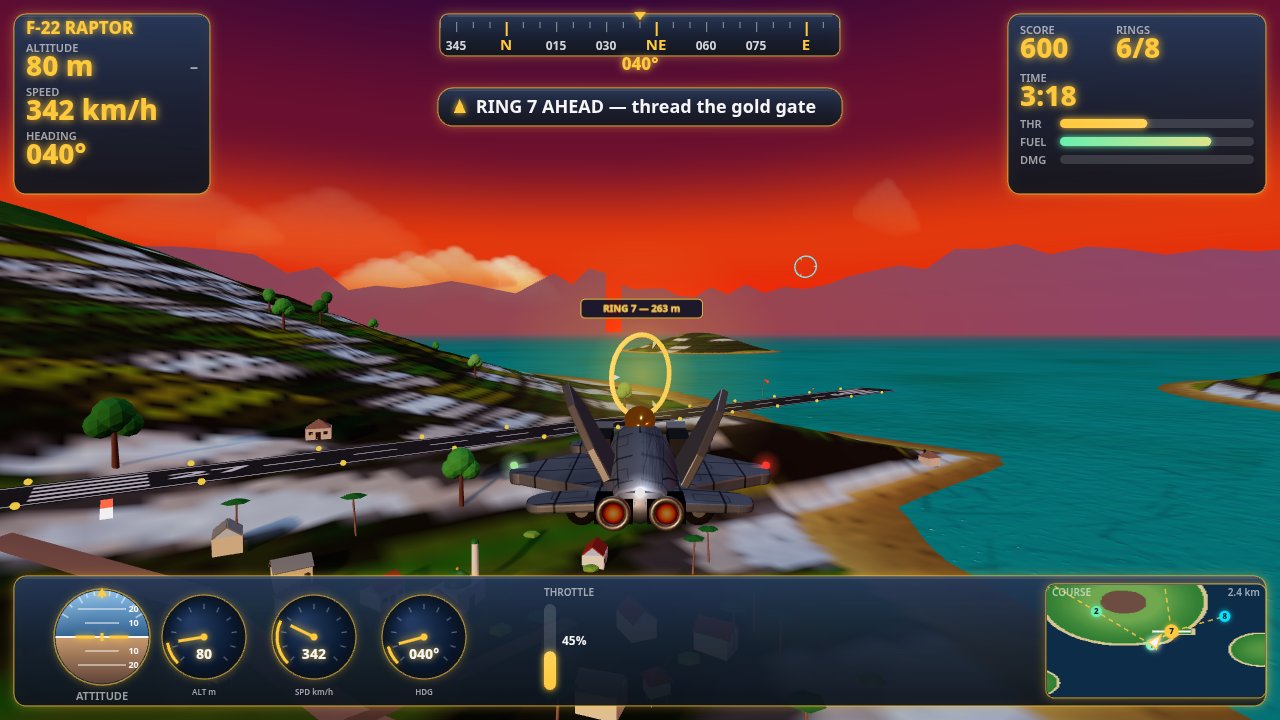 F-22 RAPTOR
ALTITUDE
80 m
–
SPEED
342 km/h
HEADING
040°
345 N 015 030 NE 060 075 E
040°
▲ RING 7 AHEAD — thread the gold gate
SCORE RINGS
600 6/8
TIME
3:18
THR
FUEL
DMG
RING 7 — 263 m
20
10
10
20
ATTITUDE
80
ALT m
342
SPD km/h
040°
HDG
THROTTLE
45%
COURSE 2.4 km
2
7
8